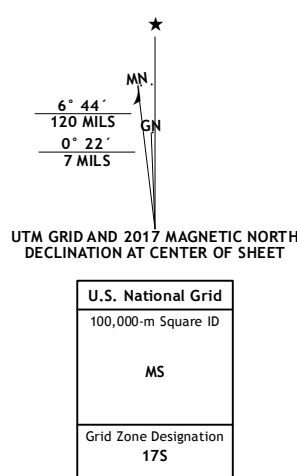 ★
MN
6° 44´
120 MILS
GN
0° 22´
7 MILS
UTM GRID AND 2017 MAGNETIC NORTH
DECLINATION AT CENTER OF SHEET
U.S. National Grid
100,000-m Square ID
MS
Grid Zone Designation
17S